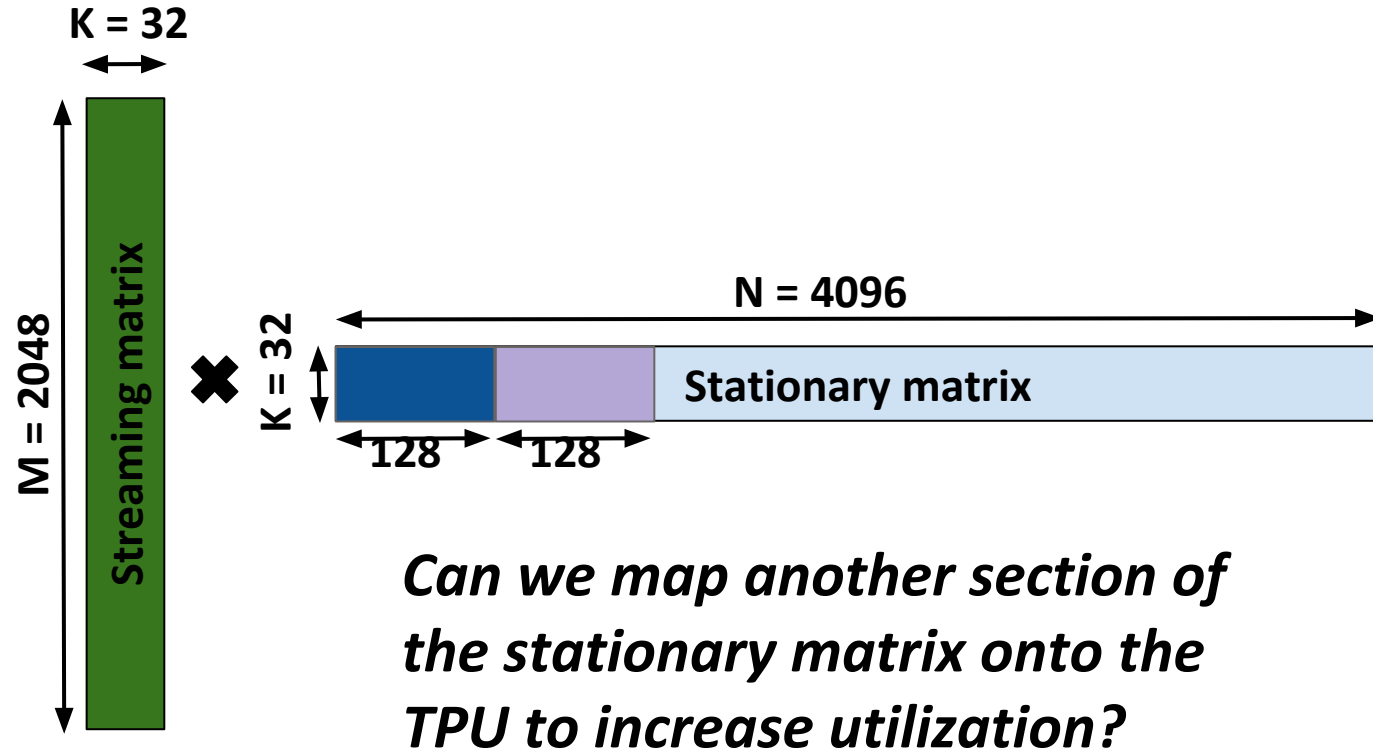 K = 32
M = 2048
Streaming matrix
K = 32
N = 4096
Stationary matrix
128 128
Can we map another section of
the stationary matrix onto the
TPU to increase utilization?